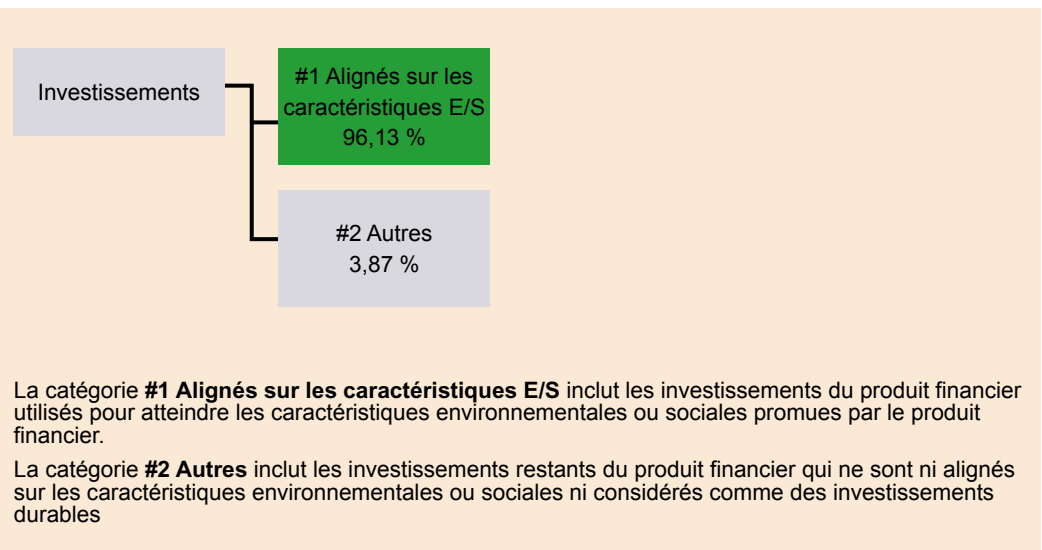 Investissements
#1 Alignés sur les
caractéristiques E/S
96,13 %
#2 Autres
3,87 %
La catégorie #1 Alignés sur les caractéristiques E/S inclut les investissements du produit financier
utilisés pour atteindre les caractéristiques environnementales ou sociales promues par le produit
financier.
La catégorie #2 Autres inclut les investissements restants du produit financier qui ne sont ni alignés
sur les caractéristiques environnementales ou sociales ni considérés comme des investissements
durables